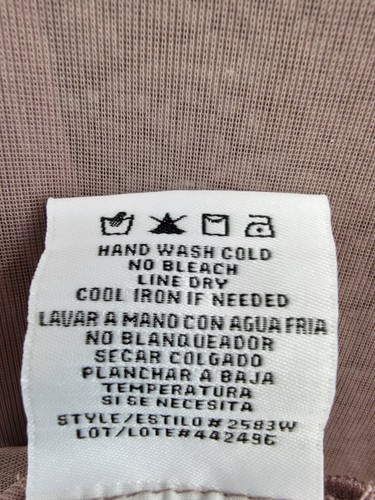 HAND WASH COLD
NO BLEACH
LINE DRY
COOL IRON IF NEEDED
LAVAR A MANO CON AGUA FRIA
NO BLANQUEADOR
SECAR COLGADO
PLANCHAR A BAJA
TEMPERATURA
SI SE NECESITA
STYLE/ESTILO# 2583W
LOT/LOTE#442496